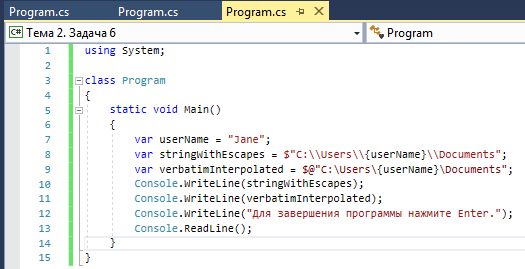 Program.cs Program.cs Program.cs
C# Тема 2. Задача 6 Program
1 using System;
2
3 class Program
4 {
5 static void Main()
6 {
7 var userName = "Jane";
8 var stringWithEscapes = $"C:\\Users\\{userName}\\Documents";
9 var verbatimInterpolated = $@"C:\Users\{userName}\Documents";
10 Console.WriteLine(stringWithEscapes);
11 Console.WriteLine(verbatimInterpolated);
12 Console.WriteLine("Для завершения программы нажмите Enter.");
13 Console.ReadLine();
14 }
15 }